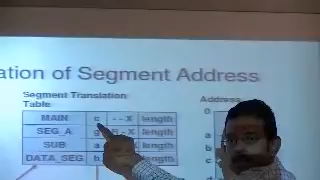 ation of Segment Address
Segment Translation
Table:
Address
MAIN c - - X length
0
SEG_A - X length
a
SUB a length
b
DATA_SEG b length
c